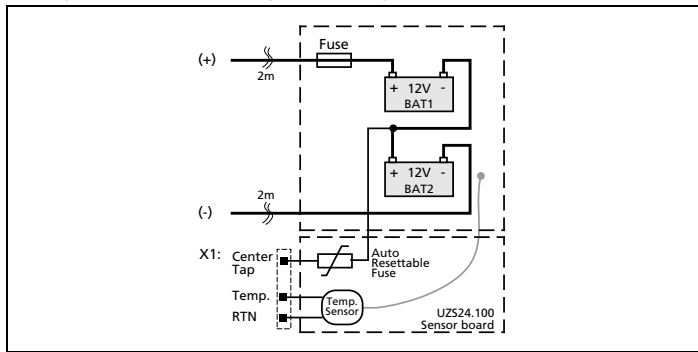 Fuse
(+)
2m
+ 12V -
BAT1
+ 12V -
BAT2
2m
(-)
X1:
Center
Tap
Auto
Resettable
Fuse
Temp.
Temp.
Sensor
RTN
UZS24.100
Sensor board